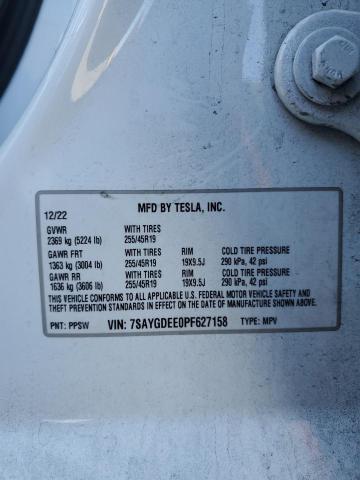 12/22 MFD BY TESLA, INC.
GVWR WITH TIRES
2369 kg (5224 lb) 255/45R19
GAWR FRT WITH TIRES RIM COLD TIRE PRESSURE
1363 kg (3004 lb) 255/45R19 19X9.5J 290 kPa, 42 psi
GAWR RR WITH TIRES RIM COLD TIRE PRESSURE
1636 kg (3606 lb) 255/45R19 19X9.5J 290 kPa, 42 psi
THIS VEHICLE CONFORMS TO ALL APPLICABLE U.S. FEDERAL MOTOR VEHICLE
SAFETY, BUMPER AND THEFT PREVENTION STANDARDS IN EFFECT ON THE DATE OF
MANUFACTURE SHOWN ABOVE.
PNT: PPSW VIN: 7SAYGDEE0PF627158 TYPE: MPV